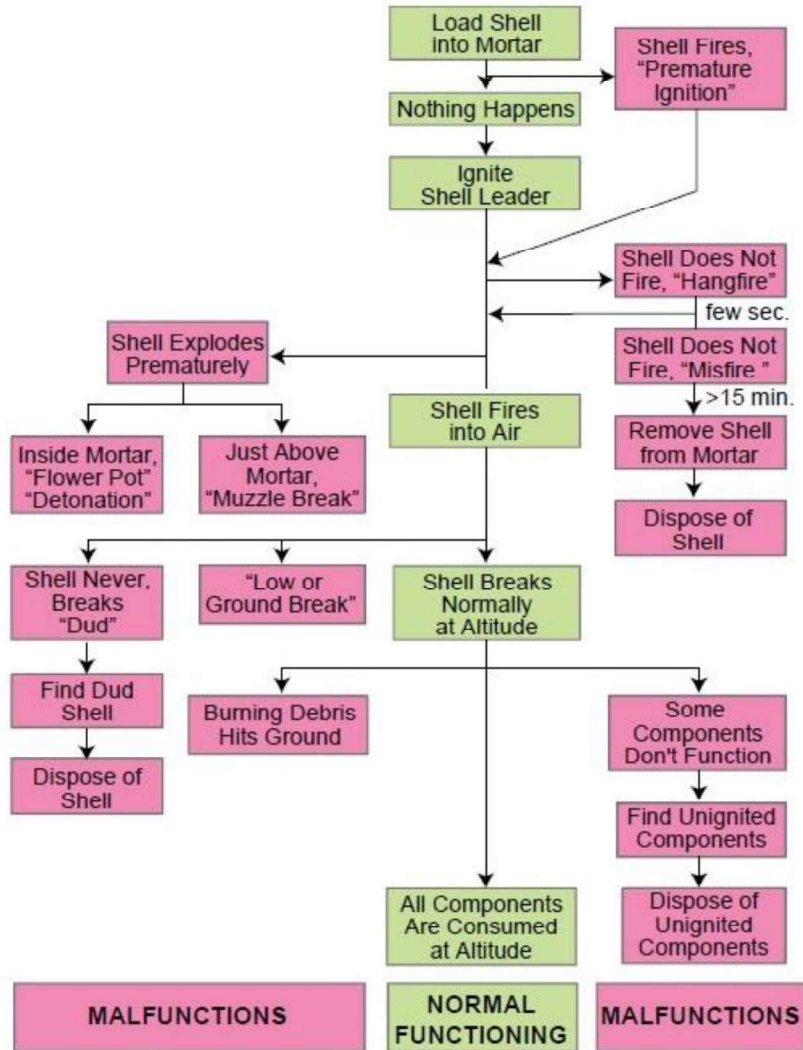 Load Shell
into Mortar
Shell Fires,
“Premature
Ignition”
Nothing Happens
Ignite
Shell Leader
Shell Does Not
Fire, “Hangfire”
few sec.
Shell Explodes
Prematurely
Shell Does Not
Fire, “Misfire ”
>15 min.
Shell Fires
into Air
Remove Shell
from Mortar
Inside Mortar,
“Flower Pot”
“Detonation”
Just Above
Mortar,
“Muzzle Break”
Dispose of
Shell
Shell Never,
Breaks
“Dud”
“Low or
Ground Break”
Shell Breaks
Normally
at Altitude
Find Dud
Shell
Burning Debris
Hits Ground
Some
Components
Don't Function
Dispose of
Shell
Find Unignited
Components
All Components
Are Consumed
at Altitude
Dispose of
Unignited
Components
MALFUNCTIONS
NORMAL
FUNCTIONING
MALFUNCTIONS